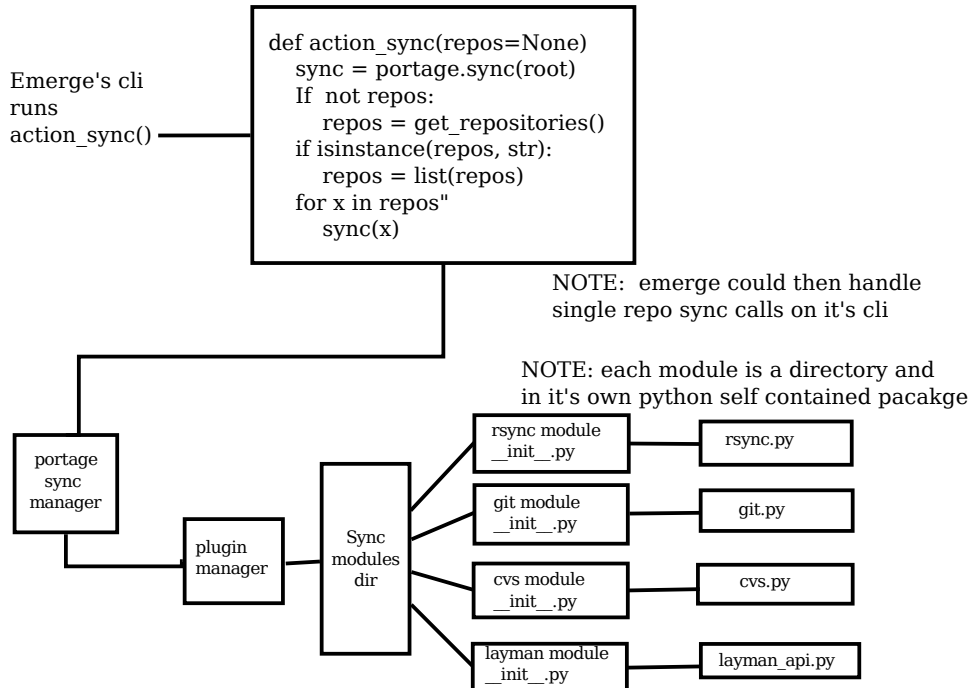 Emerge's cli
runs
action_sync()
def action_sync(repos=None)
sync = portage.sync(root)
If  not repos:
repos = get_repositories()
if isinstance(repos, str):
repos = list(repos)
for x in repos"
sync(x)
NOTE:  emerge could then handle
single repo sync calls on it's cli
NOTE: each module is a directory and
in it's own python self contained pacakge
portage
sync
manager
plugin
manager
Sync
modules
dir
rsync module
__init__.py
rsync.py
git module
__init__.py
git.py
cvs module
__init__.py
cvs.py
layman module
__init__.py
layman_api.py